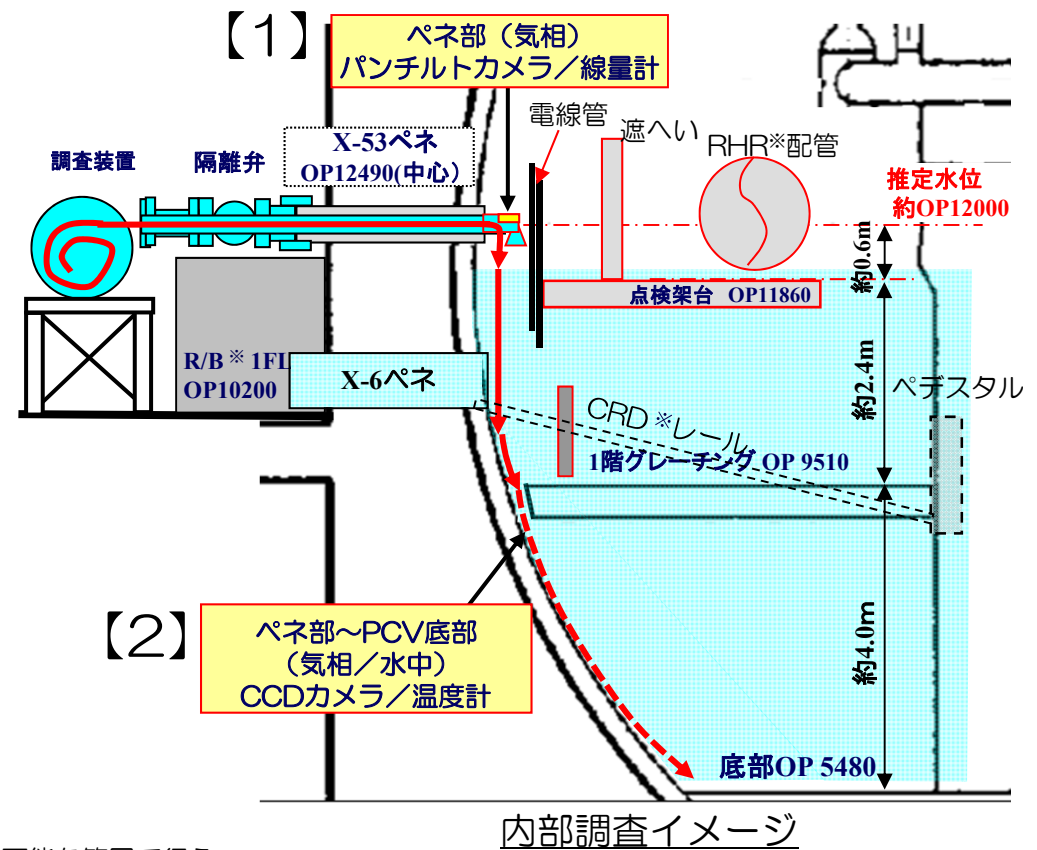 【1】
ペネ部（気相）
パンチルトカメラ／線量計
電線管
遮へい
RHR※配管
調査装置
隔離弁
X-53ペネ
OP12490(中心）
推定水位
約OP12000
約0.6m
点検架台 OP11860
R/B ※ 1FL
OP10200
X-6ペネ
約2.4m
ペデスタル
CRD ※レール
1階グレーチング OP 9510
【2】
ペネ部～PCV底部
（気相／水中）
CCDカメラ／温度計
約4.0m
底部OP 5480
内部調査イメージ